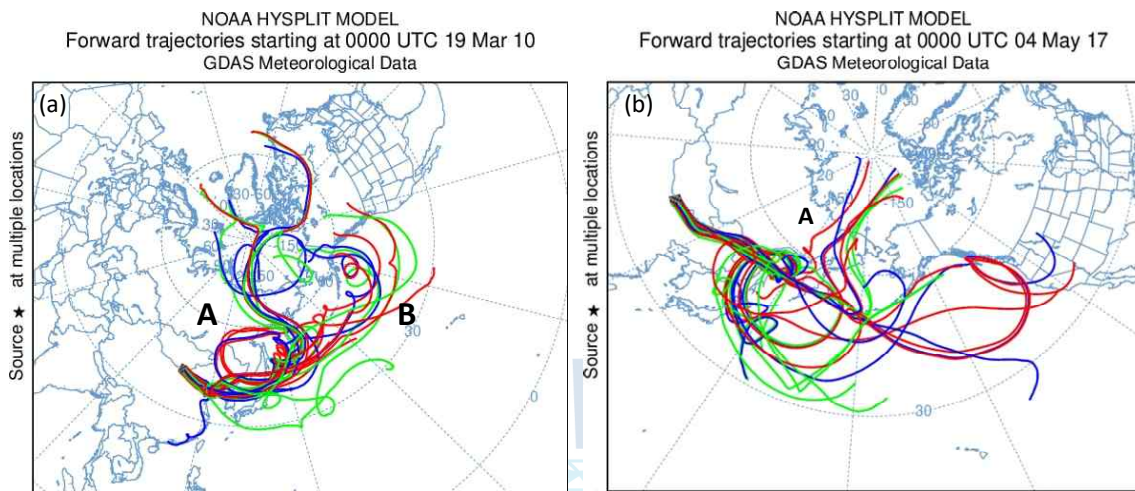 NOAA HYSPLIT MODEL
Forward trajectories starting at 0000 UTC 19 Mar 10
GDAS Meteorological Data
(a)
Source ★ at multiple locations
A
B
30
0
NOAA HYSPLIT MODEL
Forward trajectories starting at 0000 UTC 04 May 17
GDAS Meteorological Data
(b)
Source ★ at multiple locations
A
-150
30